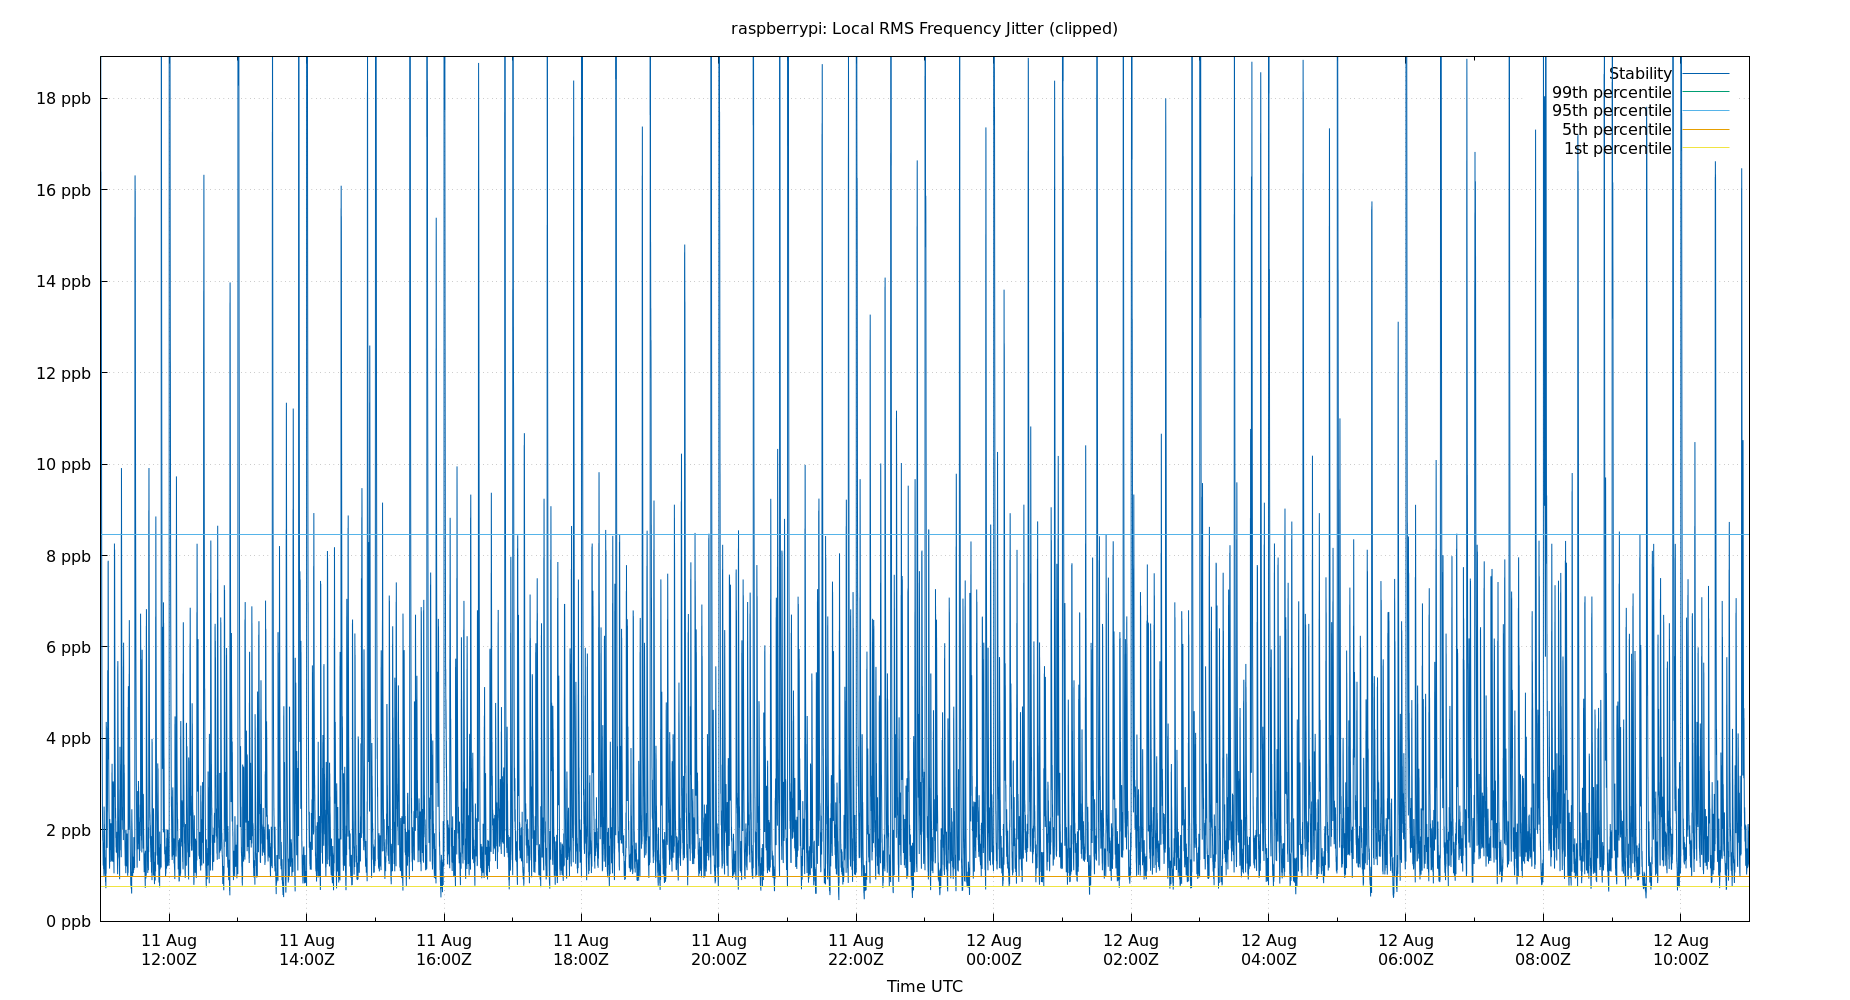 raspberrypi: Local RMS Frequency Jitter (clipped)
Stability
99th percentile
95th percentile
5th percentile
1st percentile
18 ppb
16 ppb
14 ppb
12 ppb
10 ppb
8 ppb
6 ppb
4 ppb
2 ppb
0 ppb
11 Aug 11 Aug 11 Aug 11 Aug 11 Aug 11 Aug 12 Aug 12 Aug 12 Aug 12 Aug 12 Aug 12 Aug
12:00Z 14:00Z 16:00Z 18:00Z 20:00Z 22:00Z 00:00Z 02:00Z 04:00Z 06:00Z 08:00Z 10:00Z
Time UTC